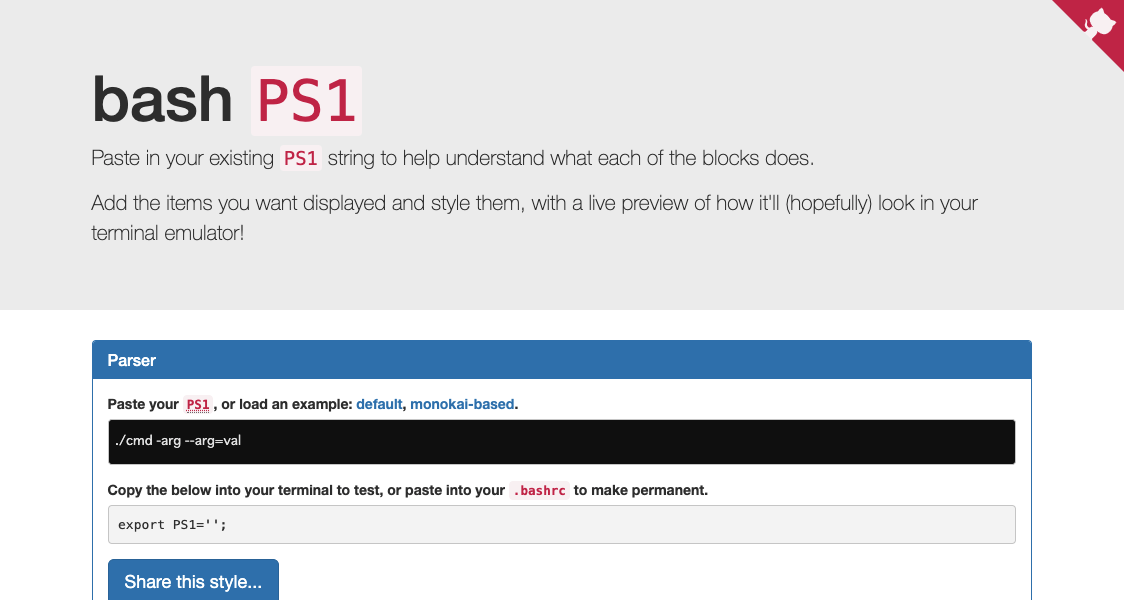 bash PS1
Paste in your existing PS1 string to help understand what each of the blocks does.
Add the items you want displayed and style them, with a live preview of how it'll (hopefully) look in your
terminal emulator!
Parser
Paste your PS1, or load an example: default, monokai-based.
./cmd -arg --arg=val
Copy the below into your terminal to test, or paste into your .bashrc to make permanent.
export PS1='';
Share this style...